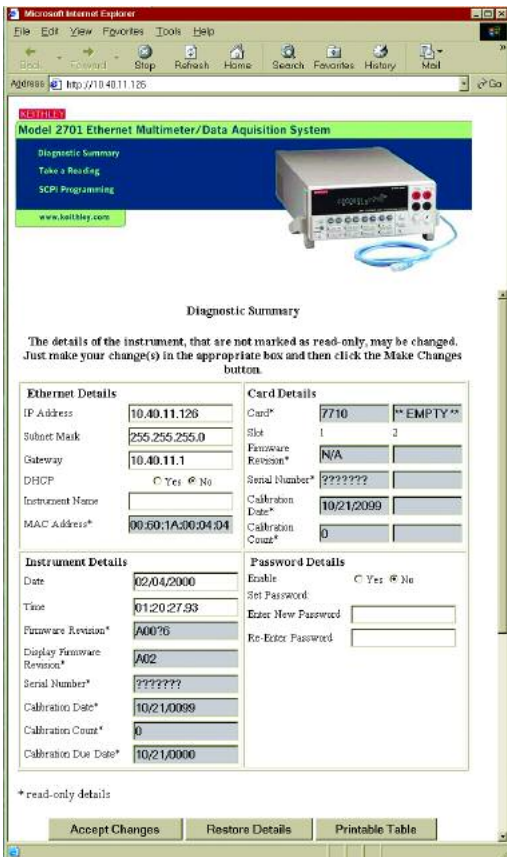 Microsoft Internet Explorer
File Edit View Favorites Tools Help
Back Forward Stop Refresh Home Search Favorites History Mail
Address http://10.40.11.126 Go
KEITHLEY
Model 2701 Ethernet Multimeter/Data Aquisition System
Diagnostic Summary
Take a Reading
SCPI Programming
www.keithley.com
Diagnostic Summary
The details of the instrument, that are not marked as read-only, may be changed.
Just make your change(s) in the appropriate box and then click the Make Changes
button.
Ethernet Details
IP Address 10.40.11.126
Subnet Mask 255.255.255.0
Gateway 10.40.11.1
DHCP Yes No
Instrument Name
MAC Address* 00:60:1A:00:04:04
Card Details
Card* 7710 ** EMPTY **
Slot 1 2
Firmware
Revision* N/A
Serial Number* ???????
Calibration
Date* 10/21/2099
Calibration
Count* 0
Instrument Details
Date 02/04/2000
Time 01:20:27.93
Firmware Revision* A00?6
Display Firmware
Revision* A02
Serial Number* ???????
Calibration Date* 10/21/0099
Calibration Count* 0
Calibration Due Date* 10/21/0000
Password Details
Enable Yes No
Set Password:
Enter New Password
Re-Enter Password
* read-only details
Accept Changes Restore Details Printable Table